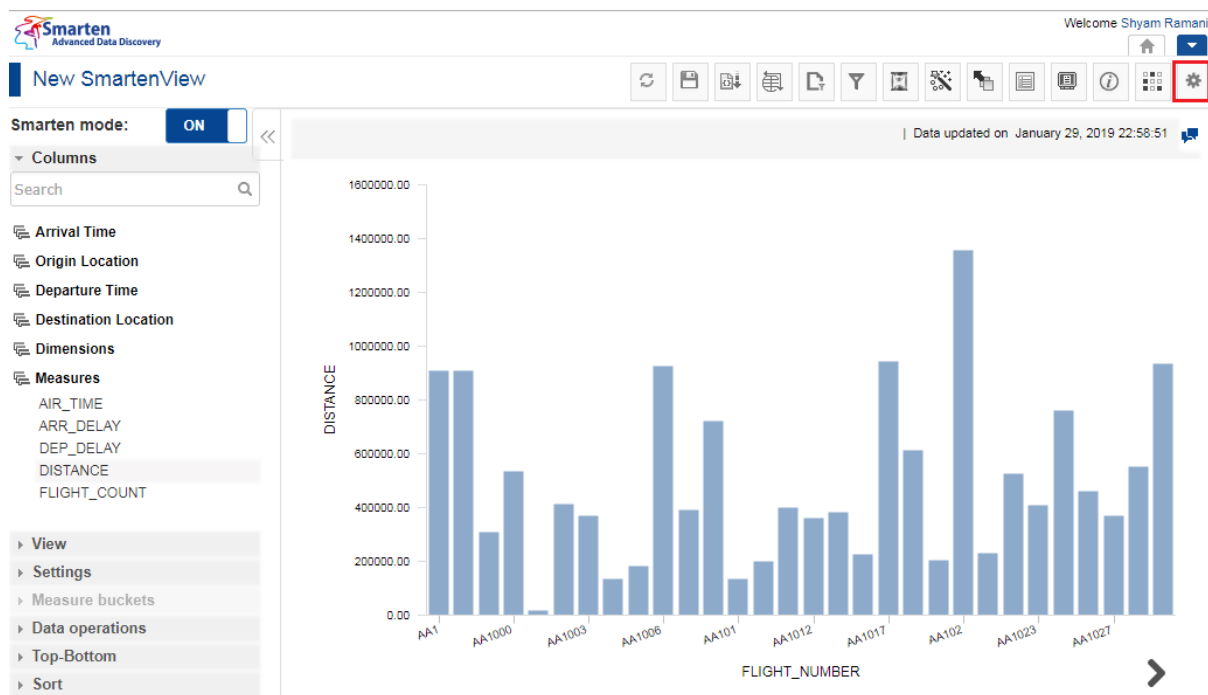 Smarten
Advanced Data Discovery
Welcome Shyam Ramani
New SmartenView
Smarten mode: ON
Columns
Search
Arrival Time
Origin Location
Departure Time
Destination Location
Dimensions
Measures
AIR_TIME
ARR_DELAY
DEP_DELAY
DISTANCE
FLIGHT_COUNT
View
Settings
Measure buckets
Data operations
Top-Bottom
Sort
| Data updated on January 29, 2019 22:58:51
1600000.00
1400000.00
1200000.00
1000000.00
800000.00
600000.00
400000.00
200000.00
0.00
DISTANCE
AA1 AA1000 AA1003 AA1006 AA101 AA1012 AA1017 AA102 AA1023 AA1027
FLIGHT_NUMBER